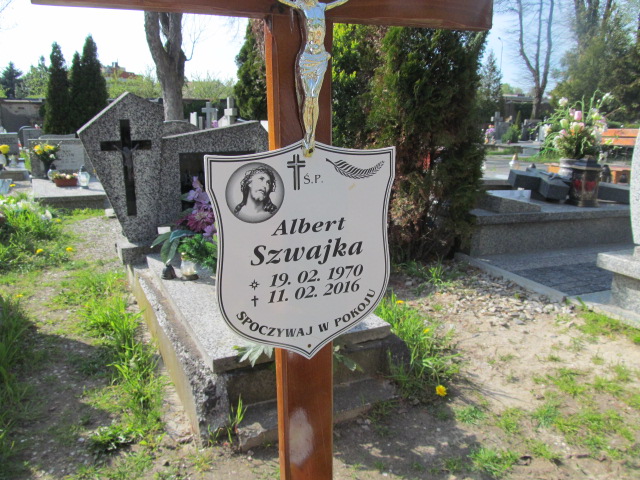 Ś.P.
Albert
Szwajka
19. 02. 1970
11. 02. 2016
SPOCZYWAJ W POKOJU